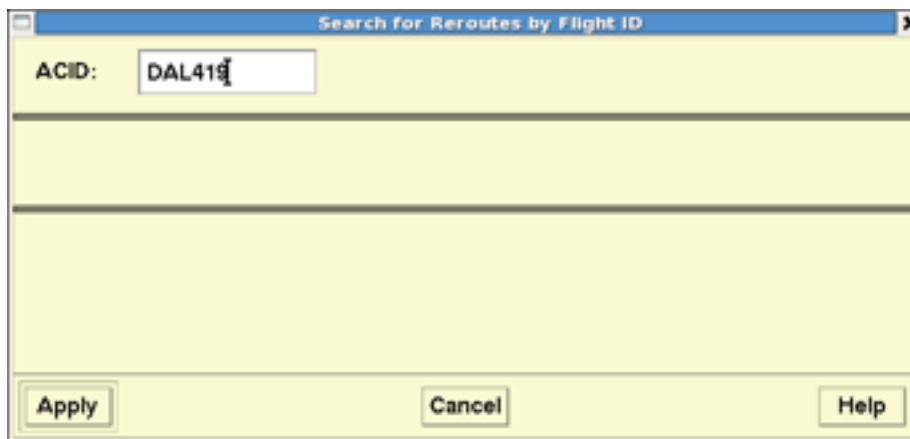 Search for Reroutes by Flight ID
ACID: DAL419
Apply Cancel Help